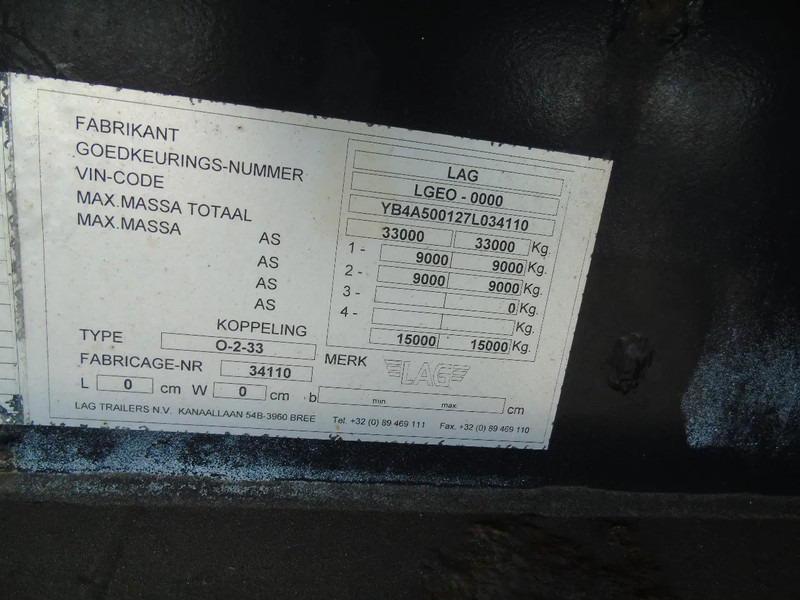 FABRIKANT LAG
GOEDKEURINGS-NUMMER LGEO - 0000
VIN-CODE YB4A500127L034110
MAX.MASSA TOTAAL 33000 33000 Kg.
MAX.MASSA AS 1 - 9000 9000 Kg.
AS 2 - 9000 9000 Kg.
AS 3 - 0 Kg.
AS 4 - Kg.
KOPPELING 15000 15000 Kg.
TYPE O-2-33 MERK LAG
FABRICAGE-NR 34110
L 0 cm W 0 cm b min max. cm
LAG TRAILERS N.V. KANAALLAAN 54B-3960 BREE Tel. +32 (0) 89 469 111 Fax. +32 (0) 89 469 110